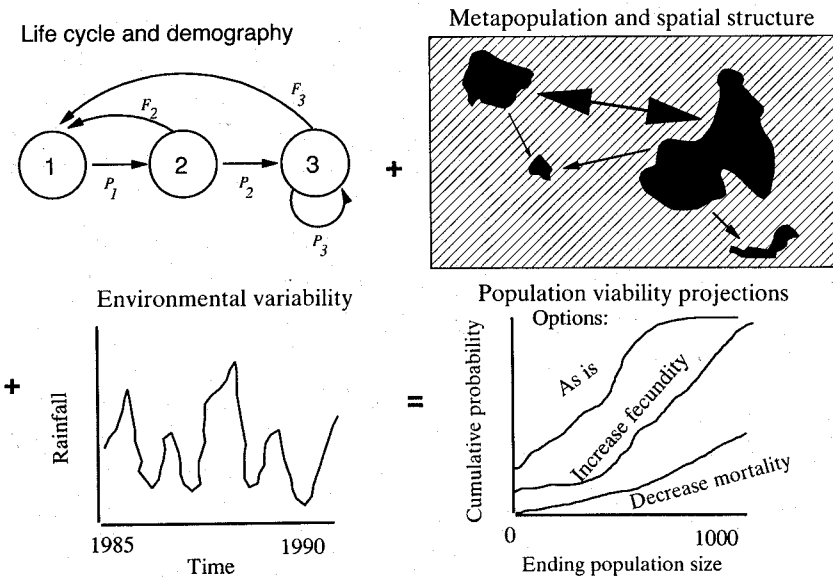 Life cycle and demography
F3
F2
1
2
3
P1
P2
P3
+
Metapopulation and spatial structure
+
Environmental variability
Rainfall
1985
1990
Time
=
Population viability projections
Options:
As is
Increase fecundity
Decrease mortality
Cumulative probability
0
1000
Ending population size